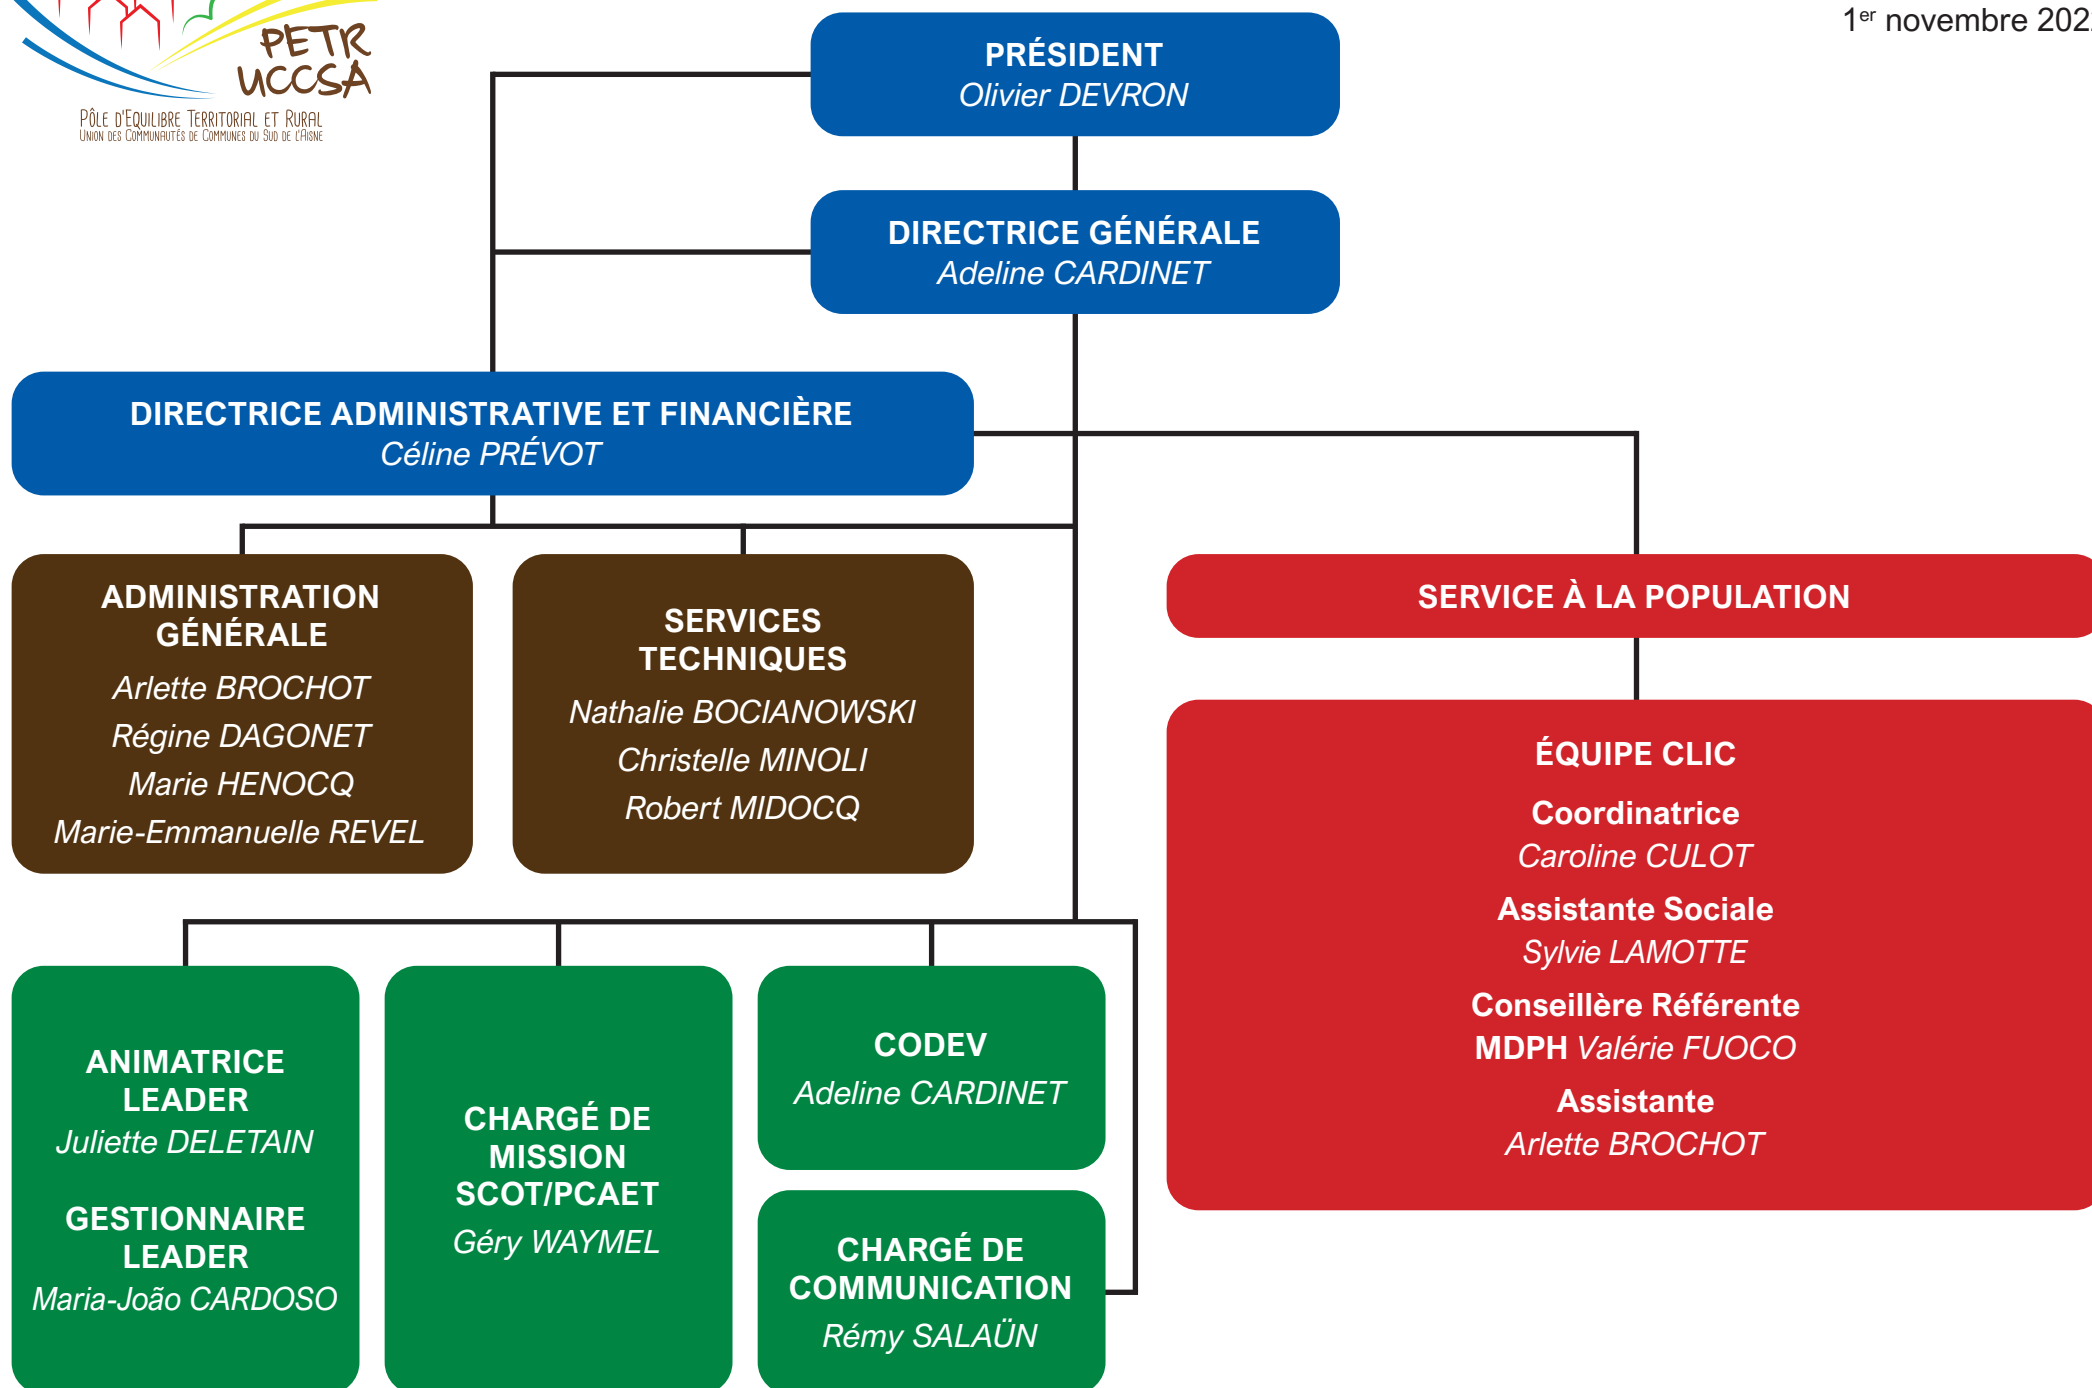 PETR
UCCSA
PÔLE D'EQUILIBRE TERRITORIAL ET RURAL
UNION DES COMMUNAUTÉS DE COMMUNES DU SUD DE L'AISNE
1er novembre 202
PRÉSIDENT
Olivier DEVRON
DIRECTRICE GÉNÉRALE
Adeline CARDINET
DIRECTRICE ADMINISTRATIVE ET FINANCIÈRE
Céline PRÉVOT
ADMINISTRATION
GÉNÉRALE
Arlette BROCHOT
Régine DAGONET
Marie HENOCQ
Marie-Emmanuelle REVEL
SERVICES
TECHNIQUES
Nathalie BOCIANOWSKI
Christelle MINOLI
Robert MIDOCQ
SERVICE À LA POPULATION
ÉQUIPE CLIC
Coordinatrice
Caroline CULOT
Assistante Sociale
Sylvie LAMOTTE
Conseillère Référente
MDPH Valérie FUOCO
Assistante
Arlette BROCHOT
ANIMATRICE
LEADER
Juliette DELETAIN
GESTIONNAIRE
LEADER
Maria-João CARDOSO
CHARGÉ DE
MISSION
SCOT/PCAET
Géry WAYMEL
CODEV
Adeline CARDINET
CHARGÉ DE
COMMUNICATION
Rémy SALAÜN